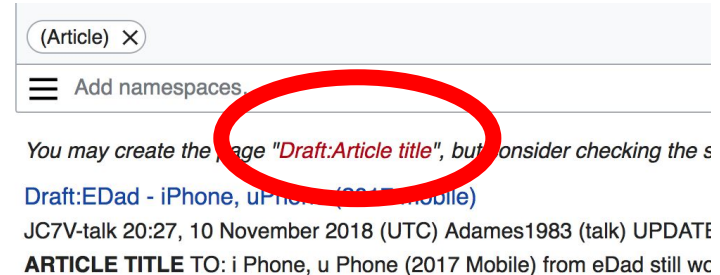 (Article) ✕
Add namespaces.
You may create the page "Draft:Article title", but consider checking the s
Draft:EDad - iPhone, uPhone (2017 Mobile)
JC7V-talk 20:27, 10 November 2018 (UTC) Adames1983 (talk) UPDATE
ARTICLE TITLE TO: i Phone, u Phone (2017 Mobile) from eDad still wo